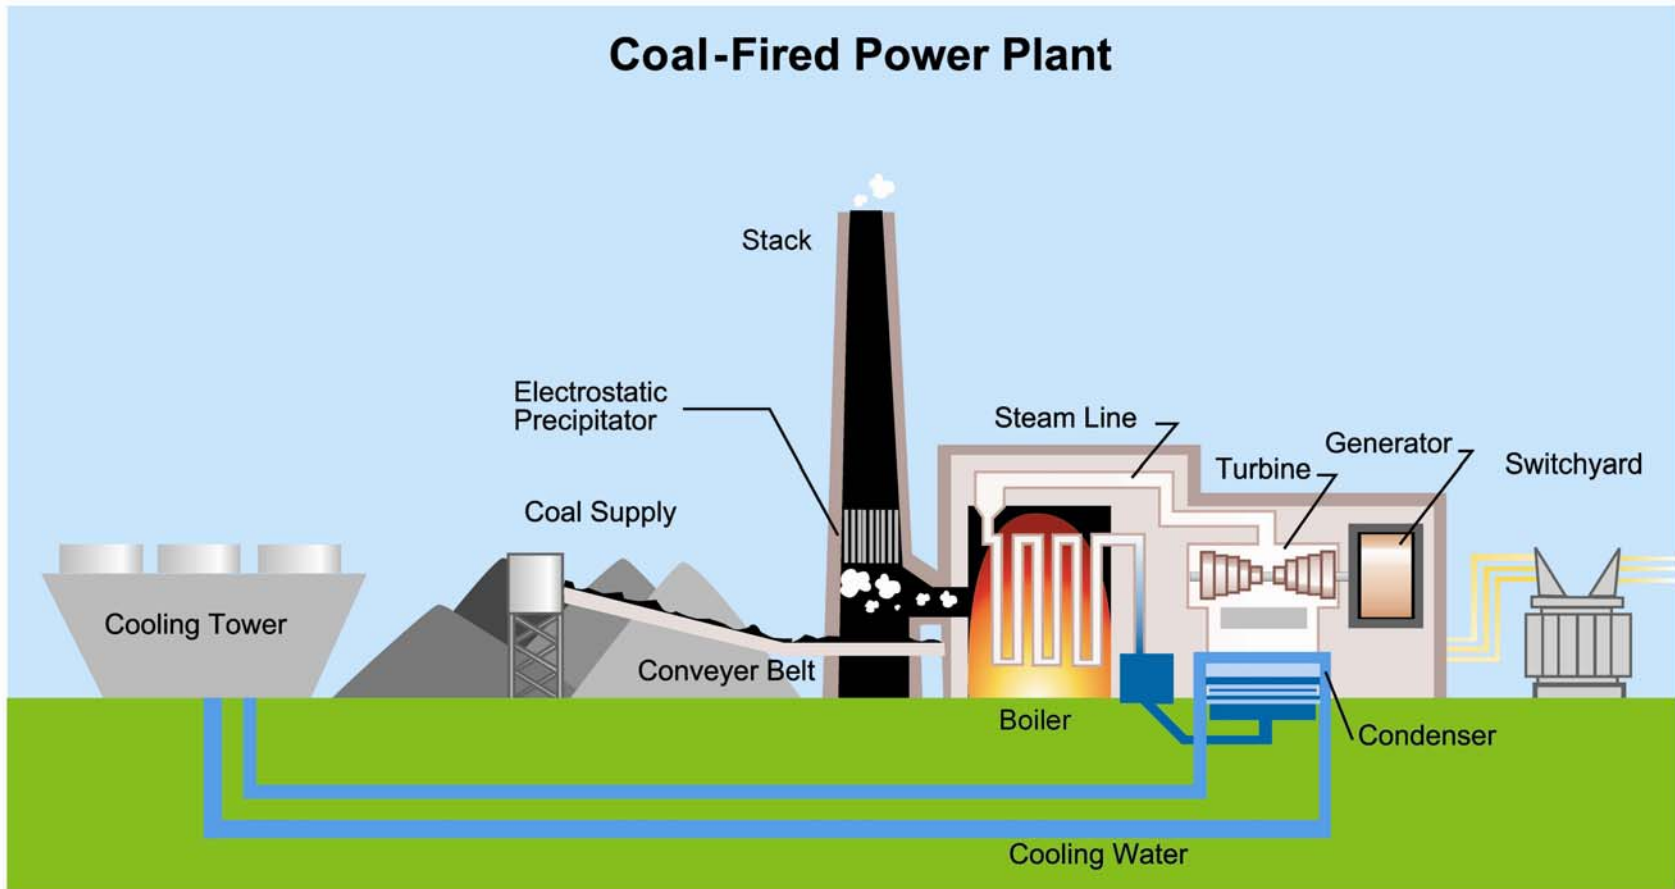 Coal-Fired Power Plant
Stack
Electrostatic
Precipitator
Steam Line
Generator
Turbine
Switchyard
Coal Supply
Cooling Tower
Conveyer Belt
Boiler
Condenser
Cooling Water